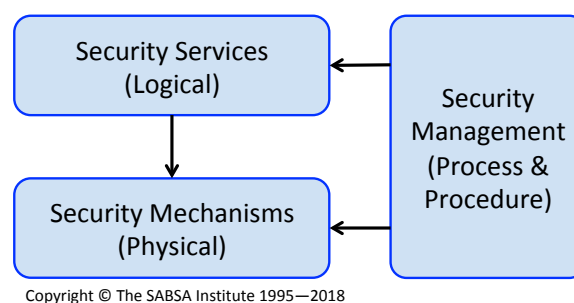 Security Services
(Logical)
Security
Management
(Process &
Procedure)
Security Mechanisms
(Physical)
Copyright © The SABSA Institute 1995—2018